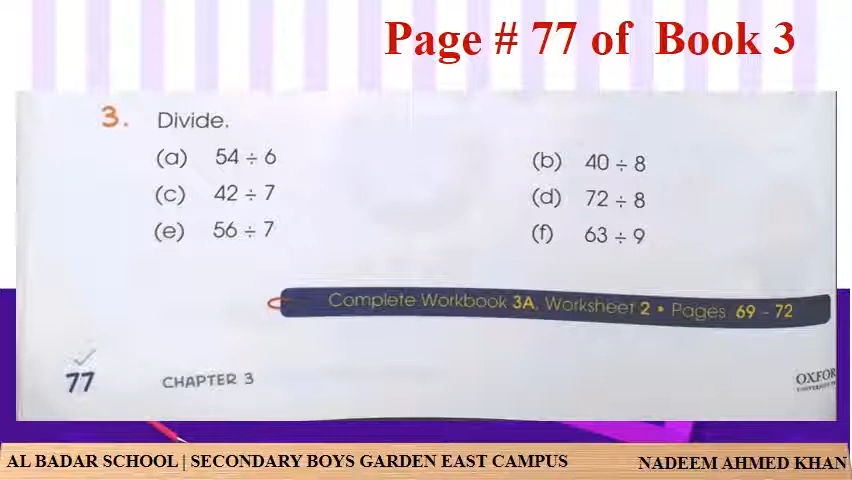 Page # 77 of Book 3
3. Divide.
(a) 54 ÷ 6
(b) 40 ÷ 8
(c) 42 ÷ 7
(d) 72 ÷ 8
(e) 56 ÷ 7
(f) 63 ÷ 9
Complete Workbook 3A, Worksheet 2 • Pages 69 – 72
77 CHAPTER 3
OXFOR
AL BADAR SCHOOL | SECONDARY BOYS GARDEN EAST CAMPUS
NADEEM AHMED KHAN